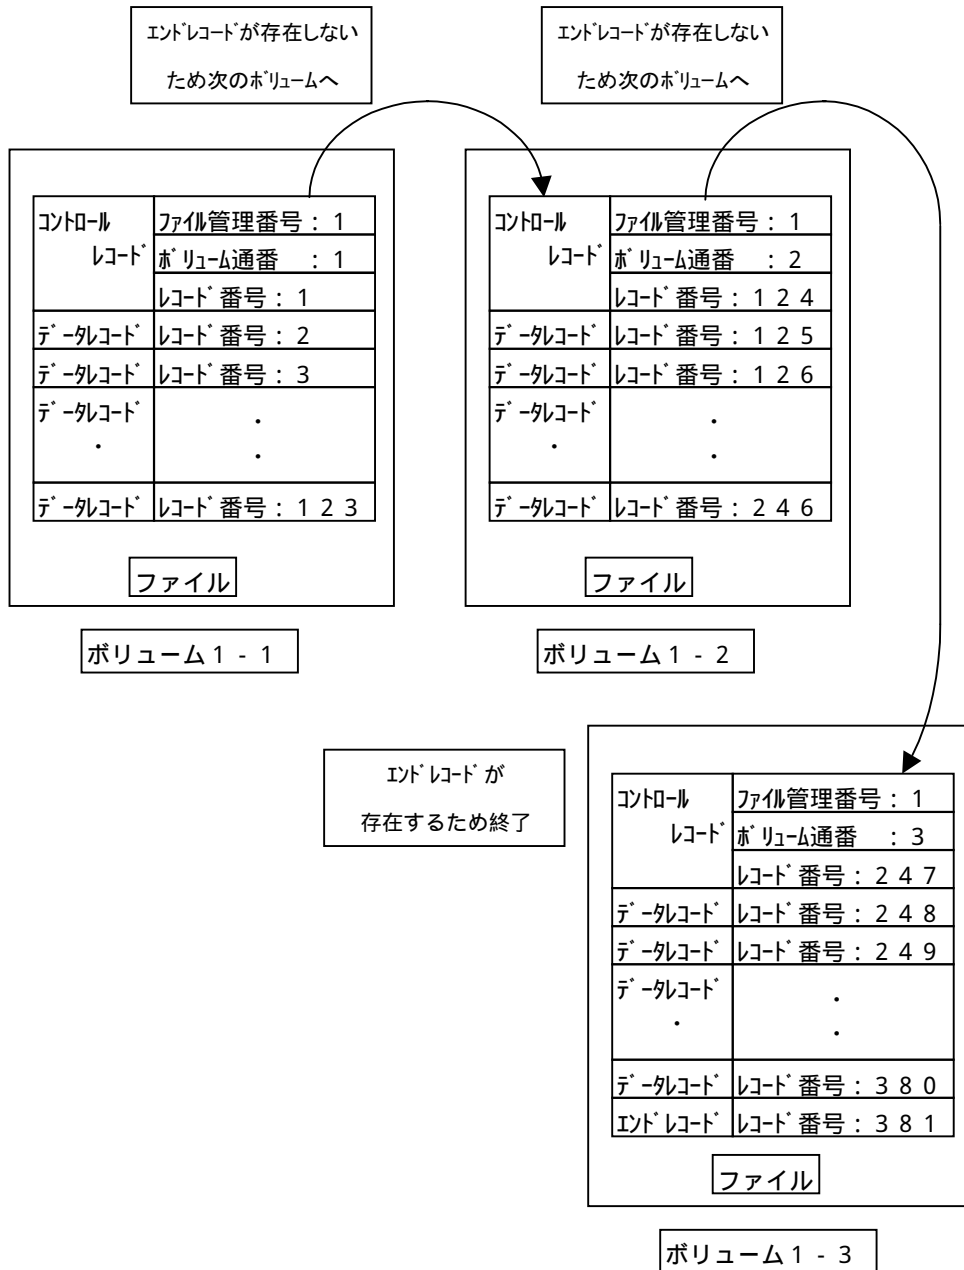 ｴﾝﾄﾞﾚｺｰﾄﾞが存在しない
ため次のﾎﾞﾘｭｰﾑへ
ｴﾝﾄﾞﾚｺｰﾄﾞが存在しない
ため次のﾎﾞﾘｭｰﾑへ
ｺﾝﾄﾛｰﾙ
ﾚｺｰﾄﾞ
ﾌｧｲﾙ管理番号：１
ﾎﾞﾘｭｰﾑ通番　：１
ﾚｺｰﾄﾞ番号：１
ﾃﾞｰﾀﾚｺｰﾄﾞ ﾚｺｰﾄﾞ番号：２
ﾃﾞｰﾀﾚｺｰﾄﾞ ﾚｺｰﾄﾞ番号：３
ﾃﾞｰﾀﾚｺｰﾄﾞ ・
・ ・
ﾃﾞｰﾀﾚｺｰﾄﾞ ﾚｺｰﾄﾞ番号：１２３
ファイル
ボリューム１－１
ｺﾝﾄﾛｰﾙ
ﾚｺｰﾄﾞ
ﾌｧｲﾙ管理番号：１
ﾎﾞﾘｭｰﾑ通番　：２
ﾚｺｰﾄﾞ番号：１２４
ﾃﾞｰﾀﾚｺｰﾄﾞ ﾚｺｰﾄﾞ番号：１２５
ﾃﾞｰﾀﾚｺｰﾄﾞ ﾚｺｰﾄﾞ番号：１２６
ﾃﾞｰﾀﾚｺｰﾄﾞ ・
・ ・
ﾃﾞｰﾀﾚｺｰﾄﾞ ﾚｺｰﾄﾞ番号：２４６
ファイル
ボリューム１－２
ｴﾝﾄﾞﾚｺｰﾄﾞが
存在するため終了
ｺﾝﾄﾛｰﾙ
ﾚｺｰﾄﾞ
ﾌｧｲﾙ管理番号：１
ﾎﾞﾘｭｰﾑ通番　：３
ﾚｺｰﾄﾞ番号：２４７
ﾃﾞｰﾀﾚｺｰﾄﾞ ﾚｺｰﾄﾞ番号：２４８
ﾃﾞｰﾀﾚｺｰﾄﾞ ﾚｺｰﾄﾞ番号：２４９
ﾃﾞｰﾀﾚｺｰﾄﾞ ・
・ ・
ﾃﾞｰﾀﾚｺｰﾄﾞ ﾚｺｰﾄﾞ番号：３８０
ｴﾝﾄﾞﾚｺｰﾄﾞ ﾚｺｰﾄﾞ番号：３８１
ファイル
ボリューム１－３